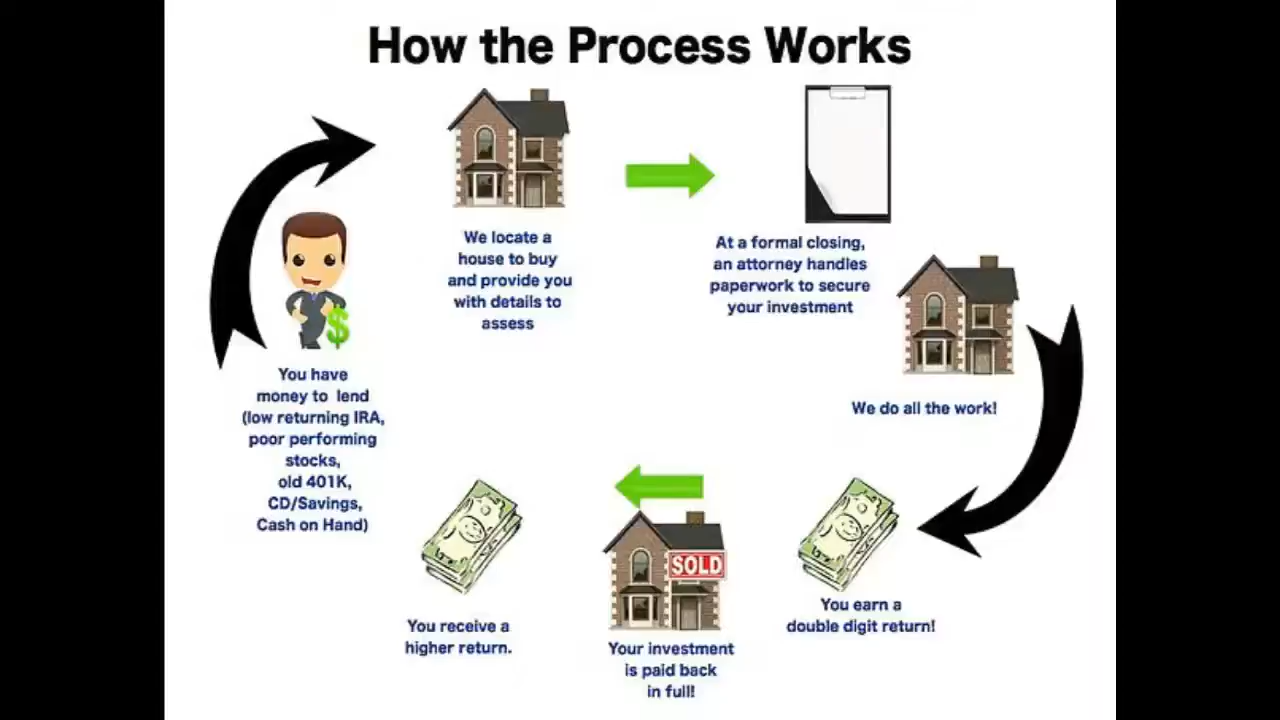 How the Process Works
We locate a
house to buy
and provide you
with details to
assess
At a formal closing,
an attorney handles
paperwork to secure
your investment
We do all the work!
You have
money to lend
(low returning IRA,
poor performing
stocks,
old 401K,
CD/Savings,
Cash on Hand)
$
You earn a
double digit return!
SOLD
Your investment
is paid back
in full!
You receive a
higher return.